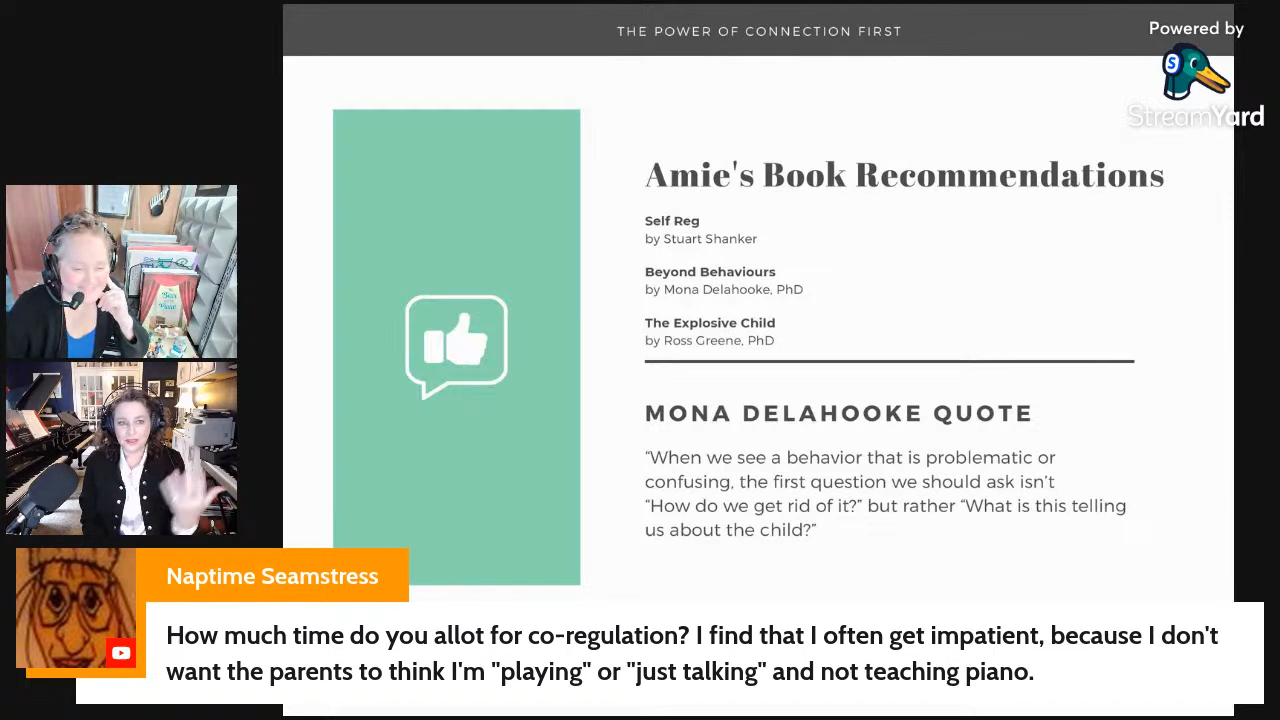 THE POWER OF CONNECTION FIRST
Powered by
S
StreamYard
Amie's Book Recommendations
Self Reg
by Stuart Shanker
Beyond Behaviours
by Mona Delahooke, PhD
The Explosive Child
by Ross Greene, PhD
MONA DELAHOOKE QUOTE
“When we see a behavior that is problematic or
confusing, the first question we should ask isn’t
“How do we get rid of it?” but rather “What is this telling
us about the child?”
Naptime Seamstress
How much time do you allot for co-regulation? I find that I often get impatient, because I don't
want the parents to think I'm "playing" or "just talking" and not teaching piano.